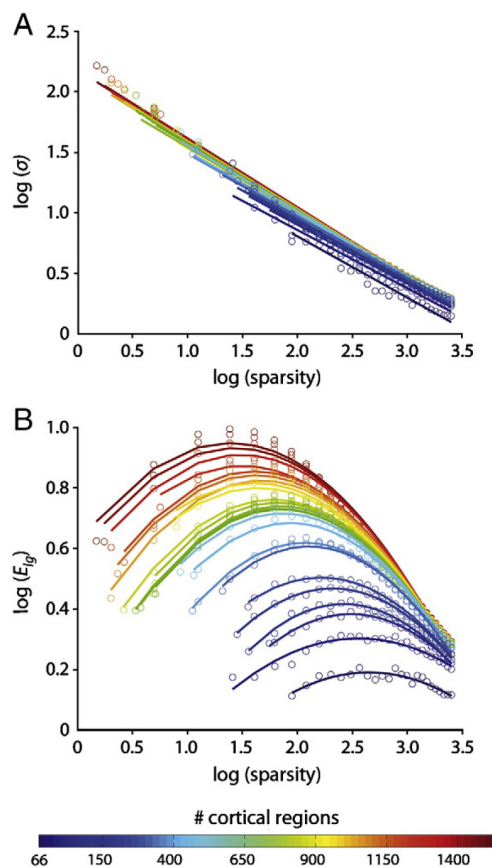 A
2.5
2.0
1.5
1.0
0.5
0
log (σ)
0 0.5 1.0 1.5 2.0 2.5 3.0 3.5
log (sparsity)
B
1.0
0.8
0.6
0.4
0.2
0
log (Elg)
0 0.5 1.0 1.5 2.0 2.5 3.0 3.5
log (sparsity)
# cortical regions
66 150 400 650 900 1150 1400